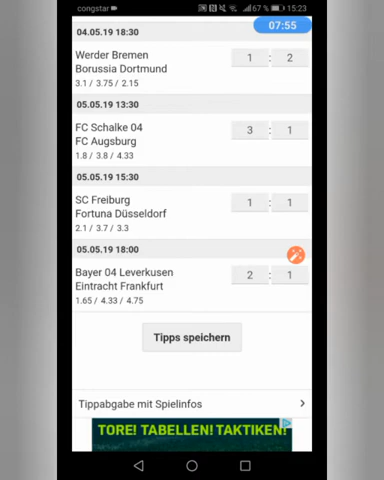 congstar
67 % 15:23
07:55
04.05.19 18:30
Werder Bremen
Borussia Dortmund
1 : 2
3.1 / 3.75 / 2.15
05.05.19 13:30
FC Schalke 04
FC Augsburg
3 : 1
1.8 / 3.8 / 4.33
05.05.19 15:30
SC Freiburg
Fortuna Düsseldorf
1 : 1
2.1 / 3.7 / 3.3
05.05.19 18:00
Bayer 04 Leverkusen
Eintracht Frankfurt
2 : 1
1.65 / 4.33 / 4.75
Tipps speichern
Tippabgabe mit Spielinfos
TORE! TABELLEN! TAKTIKEN!